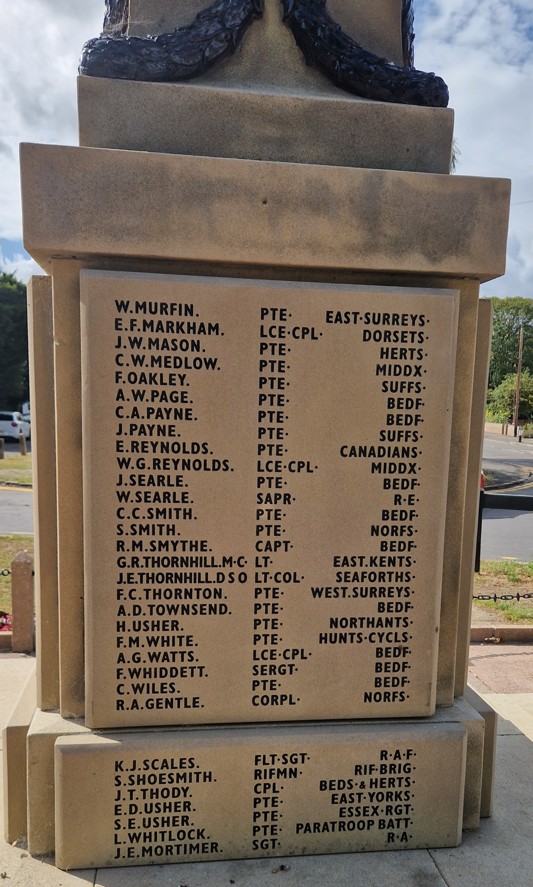 W.MURFIN. PTE· EAST·SURREYS·
E.F.MARKHAM. LCE·CPL· DORSETS·
J.W.MASON. PTE· HERTS·
C.W.MEDLOW. PTE· MIDDX·
F.OAKLEY. PTE· SUFFS·
A.W.PAGE. PTE· BEDF·
C.A.PAYNE. PTE· BEDF·
J.PAYNE. PTE· SUFFS·
E.REYNOLDS. PTE· CANADIANS·
W.G.REYNOLDS. LCE·CPL· MIDDX·
J.SEARLE. PTE· BEDF·
W.SEARLE. SAPR· R·E·
C.C.SMITH. PTE· BEDF·
S.SMITH. PTE· NORFS·
R.M.SMYTHE. CAPT· BEDF·
G.R.THORNHILL.M·C· LT· EAST.KENTS·
J.E.THORNHILL.D S O LT·COL· SEAFORTHS·
F.C.THORNTON. PTE· WEST.SURREYS·
A.D.TOWNSEND. PTE· BEDF·
H.USHER. PTE· NORTHANTS·
F.M.WHITE. PTE· HUNTS·CYCLS·
A.G.WATTS. LCE·CPL· BEDF·
F.WHIDDETT. SERGT· BEDF·
C.WILES. PTE· BEDF·
R.A.GENTLE. CORPL· NORFS·
K.J.SCALES. FLT·SGT· R·A·F·
S.SHOESMITH. RIFMN· RIF·BRIG·
J.T.THODY. CPL· BEDS·&HERTS·
E.D.USHER. PTE· EAST·YORKS·
S.E.USHER. PTE· ESSEX·RGT·
L.WHITLOCK. PTE· PARATROOP BATT·
J.E.MORTIMER. SGT· R·A·